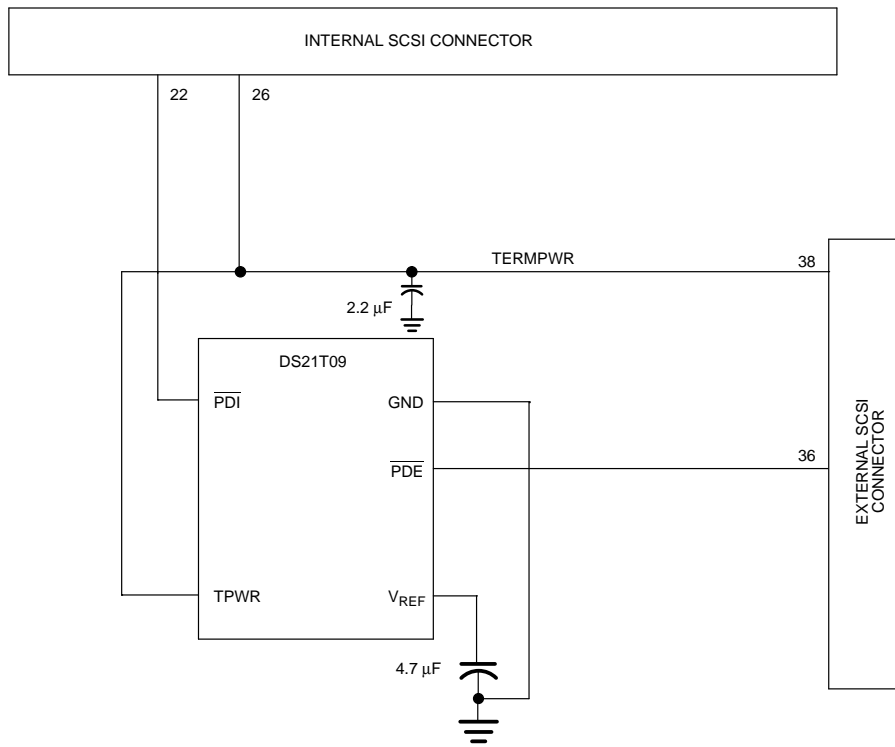 INTERNAL SCSI CONNECTOR
22
26
TERMPWR
38
2.2 µF
DS21T09
PDI
GND
PDE
36
EXTERNAL SCSI
CONNECTOR
TPWR
VREF
4.7 µF